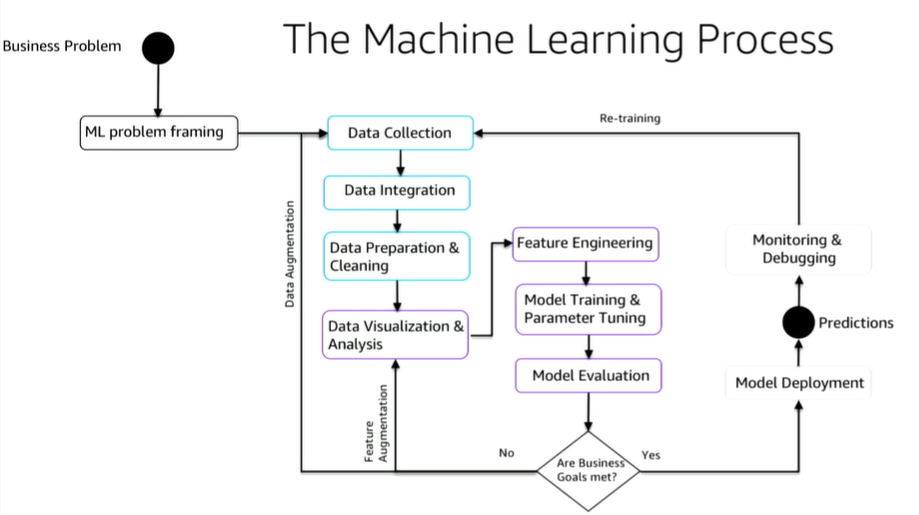 The Machine Learning Process
Business Problem
ML problem framing
Data Collection
Re-training
Data Integration
Data Augmentation
Data Preparation &
Cleaning
Data Visualization &
Analysis
Feature Engineering
Model Training &
Parameter Tuning
Model Evaluation
Are Business
Goals met?
No
Feature
Augmentation
Yes
Model Deployment
Predictions
Monitoring &
Debugging